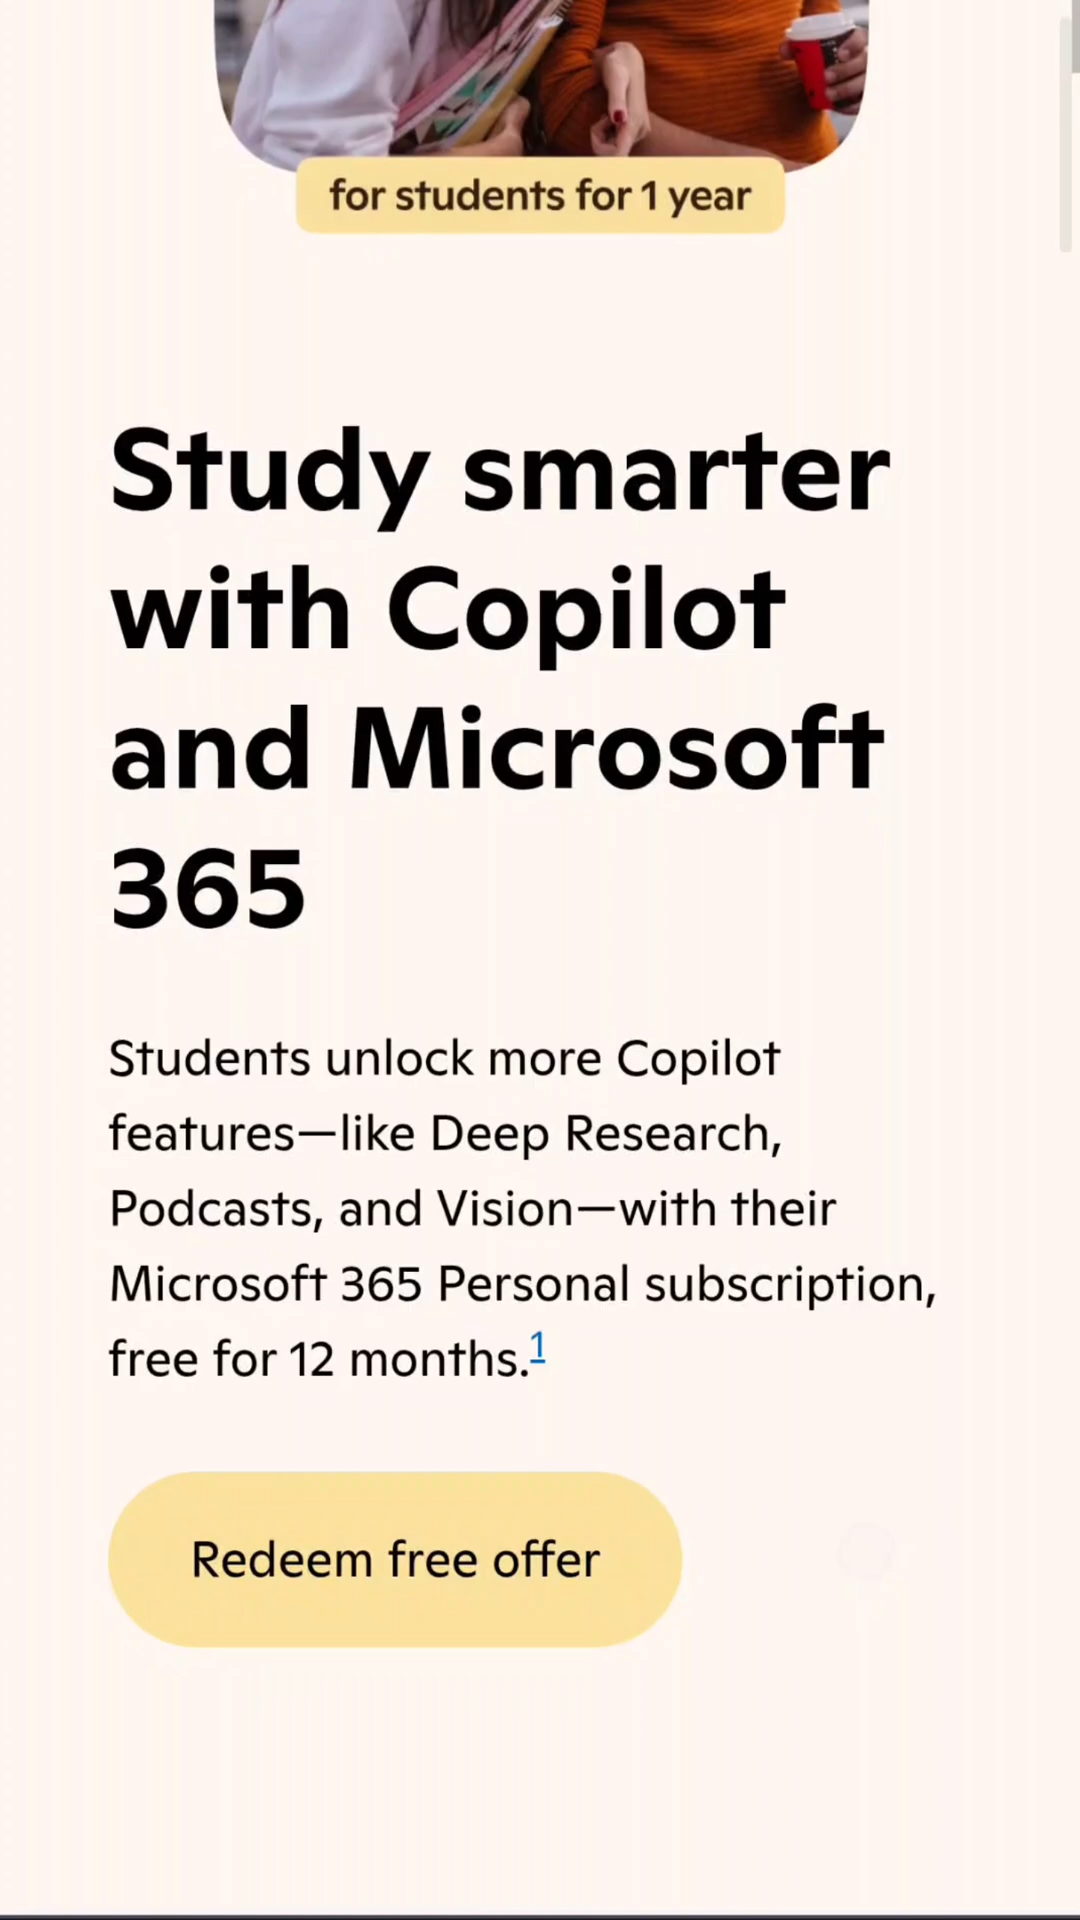 for students for 1 year
Study smarter
with Copilot
and Microsoft
365
Students unlock more Copilot
features—like Deep Research,
Podcasts, and Vision—with their
Microsoft 365 Personal subscription,
free for 12 months.1
Redeem free offer